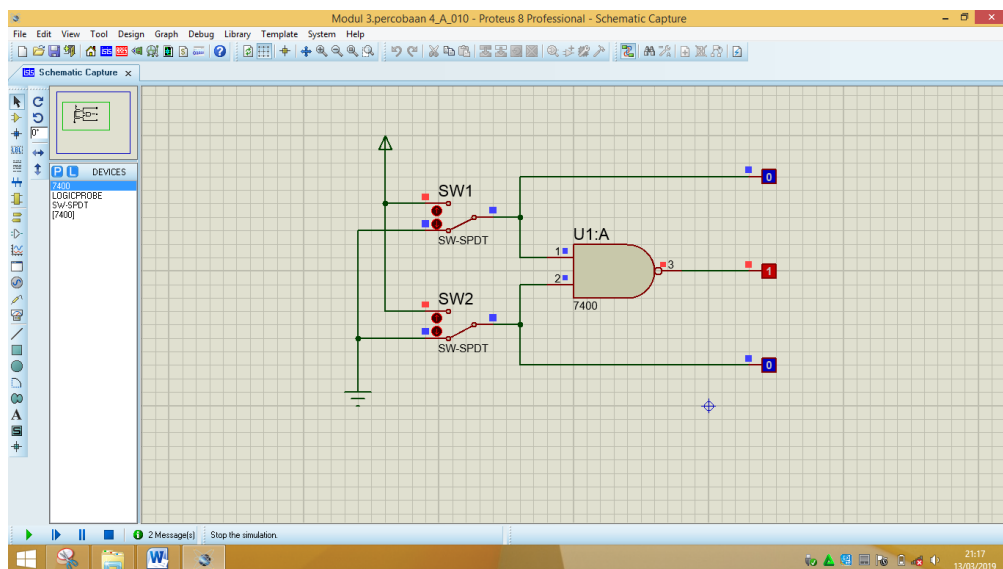 Modul 3.percobaan 4_A_010 - Proteus 8 Professional - Schematic Capture
File Edit View Tool Design Graph Debug Library Template System Help
Schematic Capture x
0°
P L DEVICES
7400
LOGICPROBE
SW-SPDT
[7400]
SW1
SW-SPDT
0
U1:A
1
2
3
7400
1
SW2
SW-SPDT
0
2 Message(s) Stop the simulation.
21:17
13/03/2019